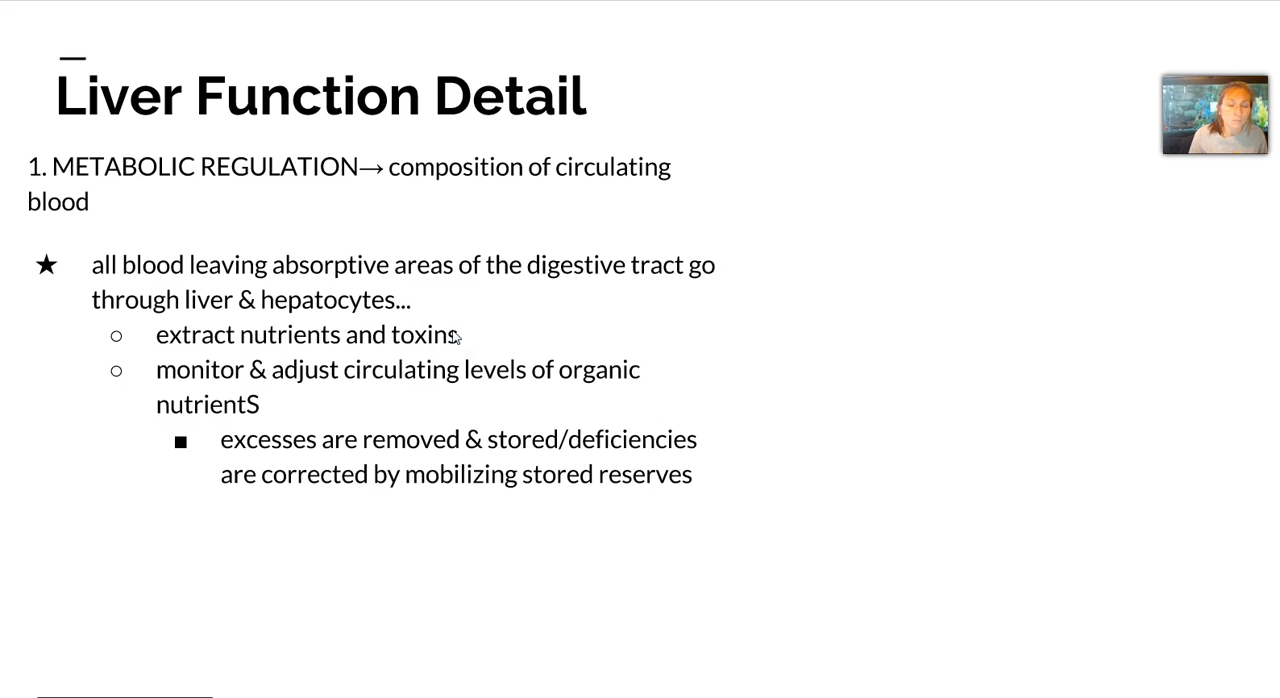 Liver Function Detail
1. METABOLIC REGULATION→ composition of circulating
blood
★ all blood leaving absorptive areas of the digestive tract go
through liver & hepatocytes...
○ extract nutrients and toxins
○ monitor & adjust circulating levels of organic
nutrientS
■ excesses are removed & stored/deficiencies
are corrected by mobilizing stored reserves